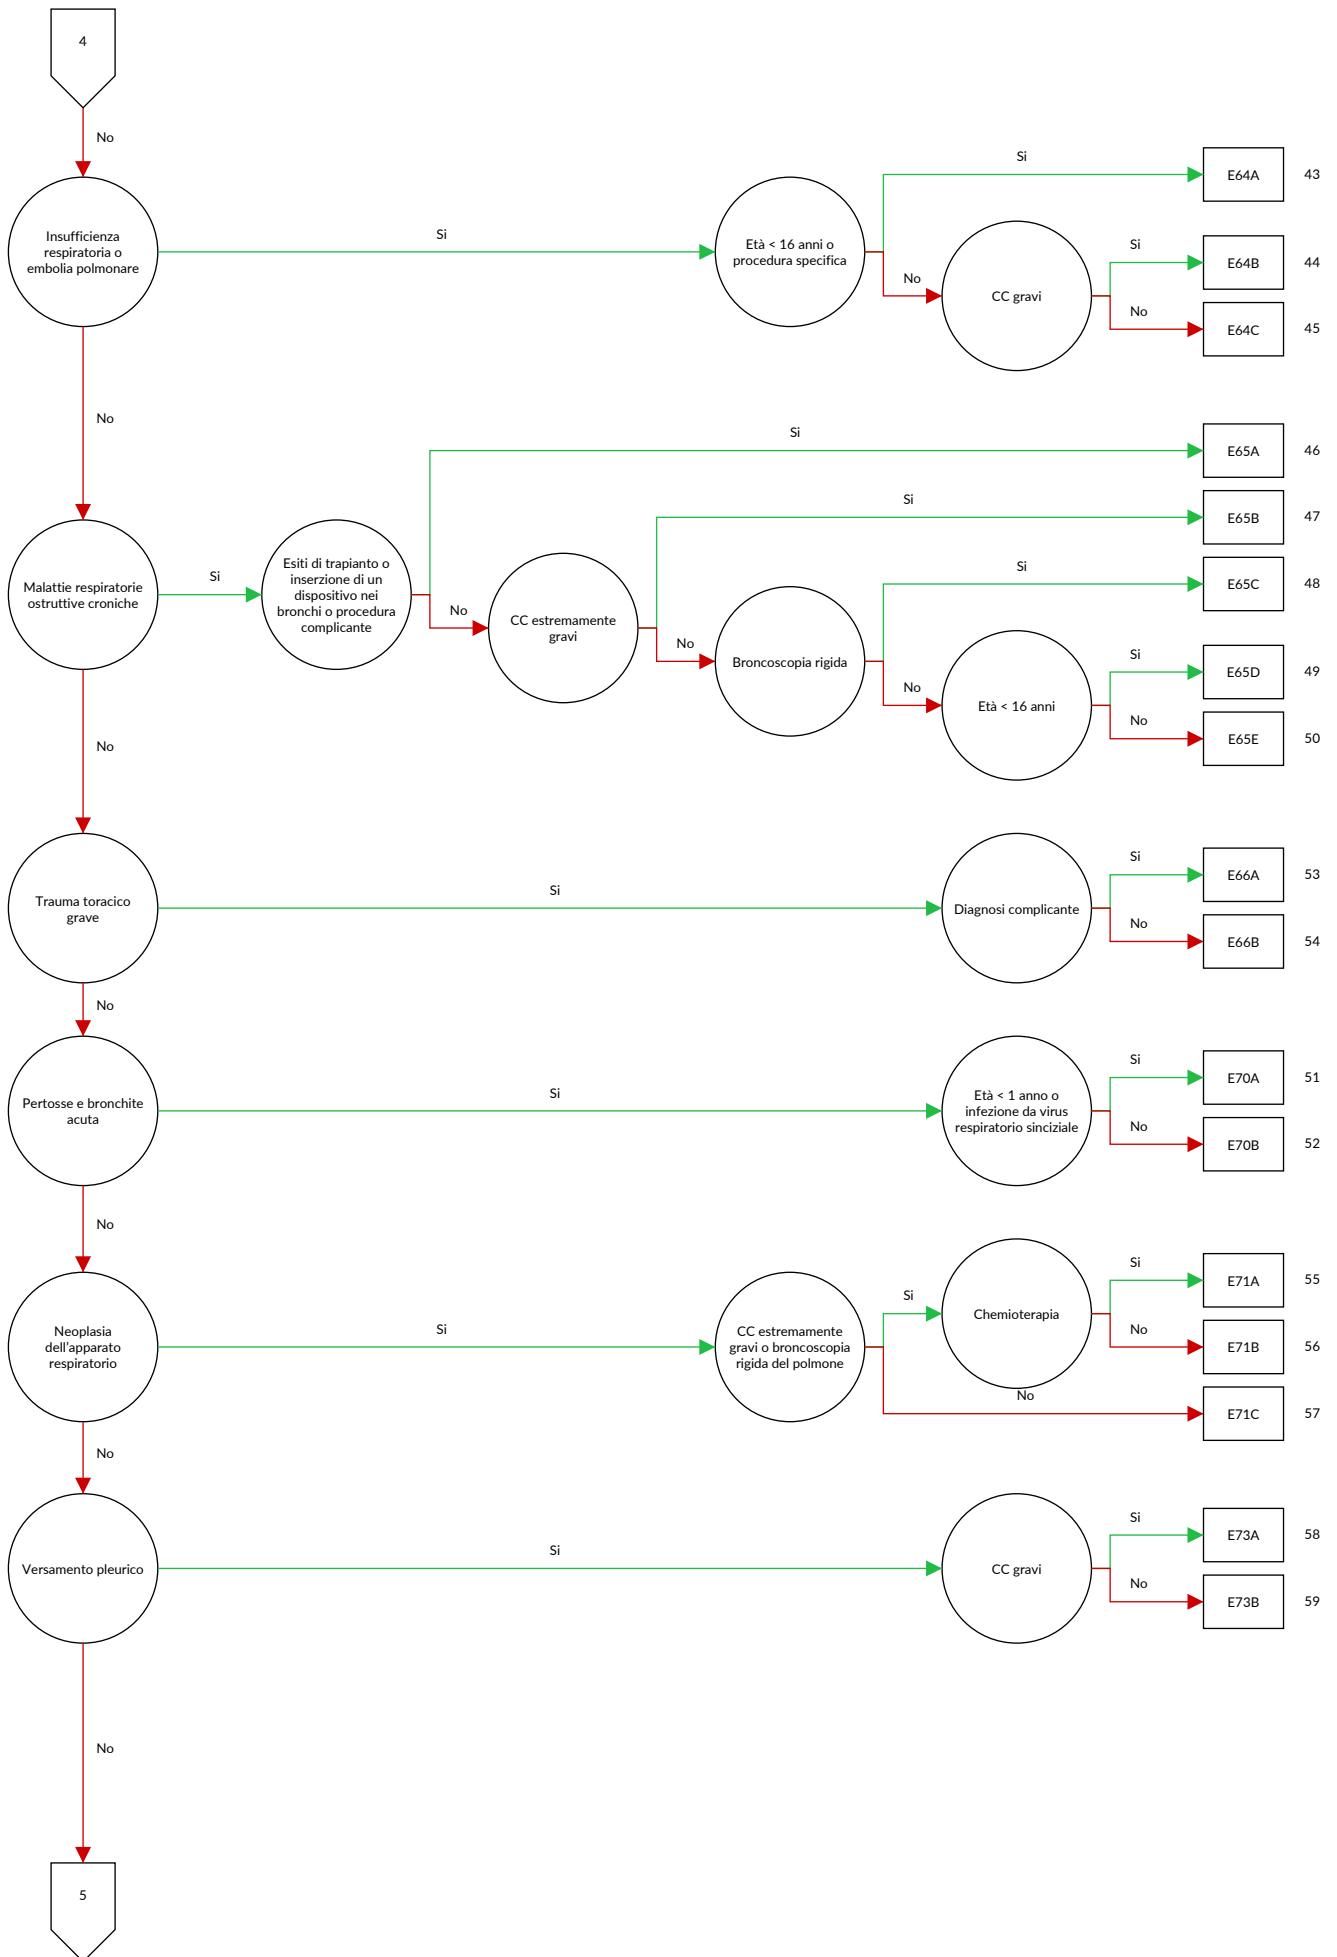 4
No
Insufficienza
respiratoria o
embolia polmonare
Si
Età < 16 anni o
procedura specifica
Si
E64A
43
No
CC gravi
Si
E64B
44
No
E64C
45
No
Malattie respiratorie
ostruttive croniche
Si
Esiti di trapianto o
inserzione di un
dispositivo nei
bronchi o procedura
complicante
Si
E65A
46
No
CC estremamente
gravi
Si
E65B
47
No
Broncoscopia rigida
Si
E65C
48
No
Età < 16 anni
Si
E65D
49
No
E65E
50
No
Trauma toracico
grave
Si
Diagnosi complicante
Si
E66A
53
No
E66B
54
No
Pertosse e bronchite
acuta
Si
Età < 1 anno o
infezione da virus
respiratorio sinciziale
Si
E70A
51
No
E70B
52
No
Neoplasia
dell'apparato
respiratorio
Si
CC estremamente
gravi o broncoscopia
rigida del polmone
Si
Chemioterapia
Si
E71A
55
No
E71B
56
No
E71C
57
No
Versamento pleurico
Si
CC gravi
Si
E73A
58
No
E73B
59
No
5